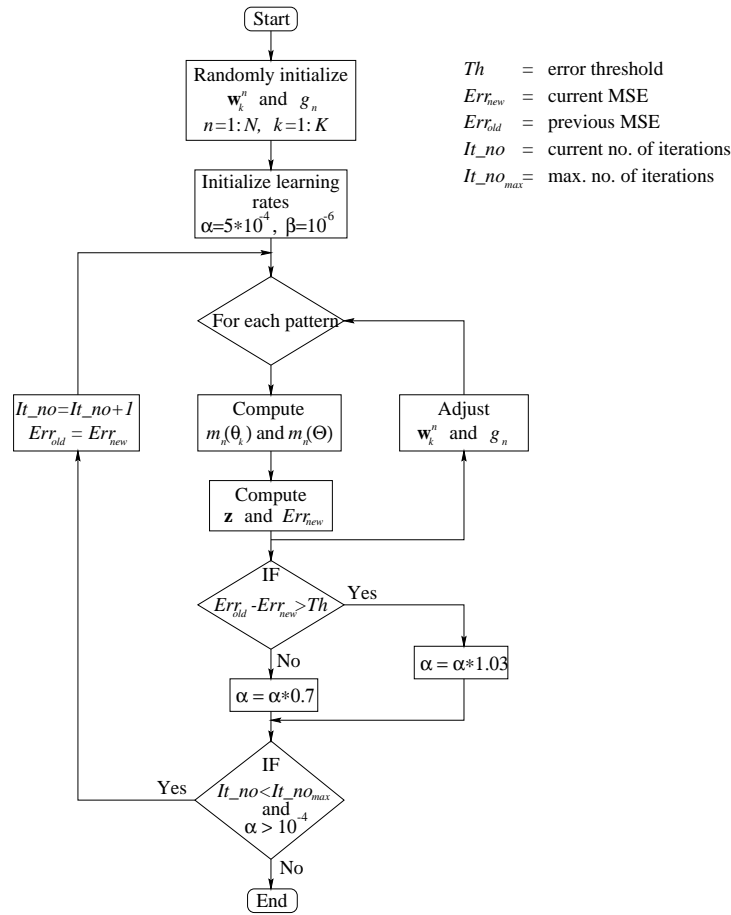 Start
Randomly initialize
w_k^n and g_n
n=1:N, k=1:K
Initialize learning
rates
α=5*10^-4, β=10^-6
For each pattern
Compute
m_n(θ_k) and m_n(Θ)
Compute
z and Err_new
Adjust
w_k^n and g_n
It_no=It_no+1
Err_old = Err_new
IF
Err_old -Err_new>Th
Yes
No
α = α*1.03
α = α*0.7
IF
It_no<It_no_max
and
α > 10^-4
Yes
No
End
Th = error threshold
Err_new = current MSE
Err_old = previous MSE
It_no = current no. of iterations
It_no_max= max. no. of iterations